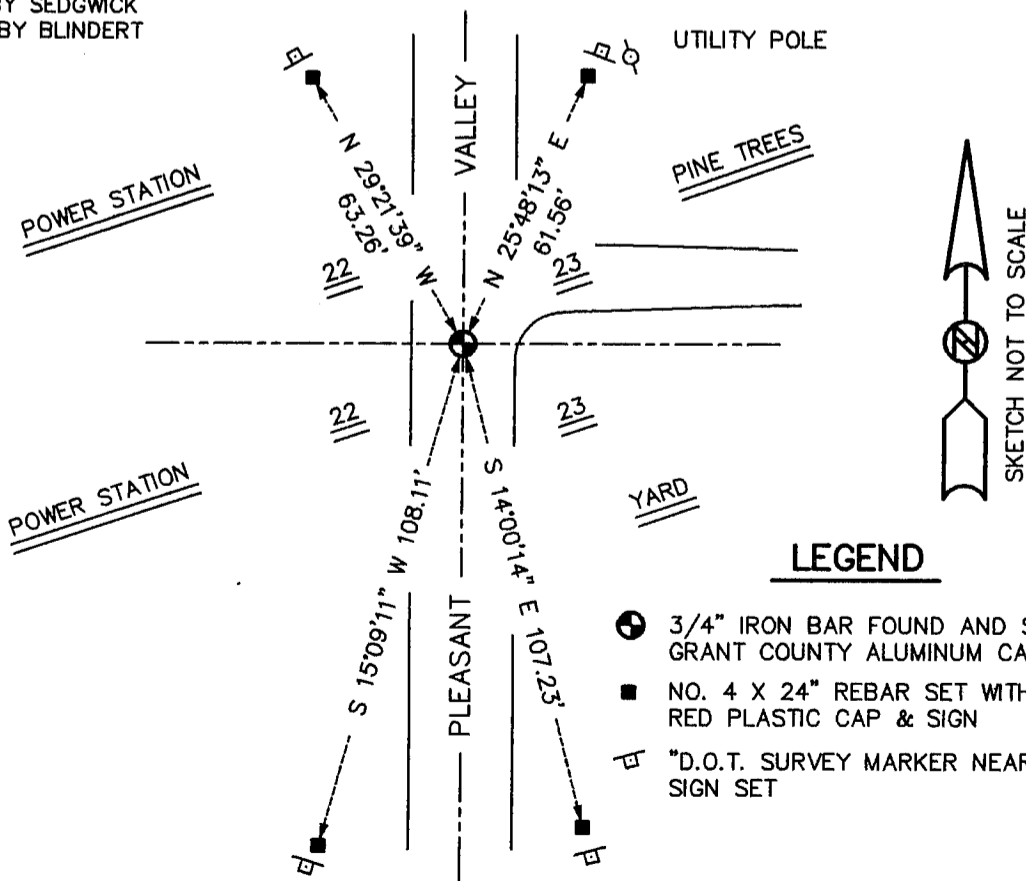 BY SEDGWICK
BY BLINDERT
UTILITY POLE
VALLEY
N 29°21'39" W
63.26'
N 25°48'13" E
61.56'
PINE TREES
POWER STATION
22
23
SKETCH NOT TO SCALE
N
22
23
POWER STATION
YARD
S 15°09'11" W 108.11'
S 14°00'14" E 107.23'
PLEASANT
LEGEND
3/4" IRON BAR FOUND AND
GRANT COUNTY ALUMINUM
NO. 4 X 24" REBAR SET WITH
RED PLASTIC CAP & SIGN
"D.O.T. SURVEY MARKER NEAR
SIGN SET